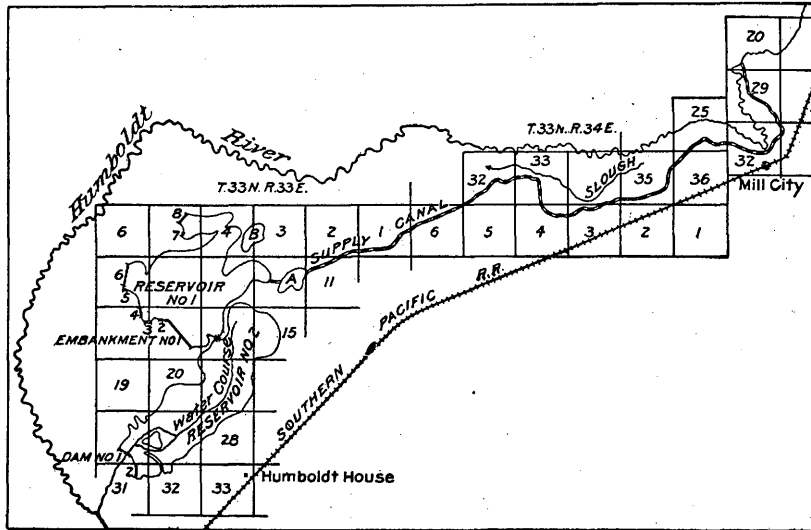 20
29
25
T.33N.R.34E.
Humboldt River
33
32
SLOUGH
35
36
32
Mill City
T.33N.R.33E.
6
8
7
4
B
3
2
1
6
5
4
3
2
1
SUPPLY CANAL
6
5
4
3
2
RESERVOIR
No 1
A
11
EMBANKMENT NO 1
15
SOUTHERN PACIFIC R.R.
19
20
Water Course
RESERVOIR NO. 2
28
DAM NO 1
2
31
32
33
Humboldt House